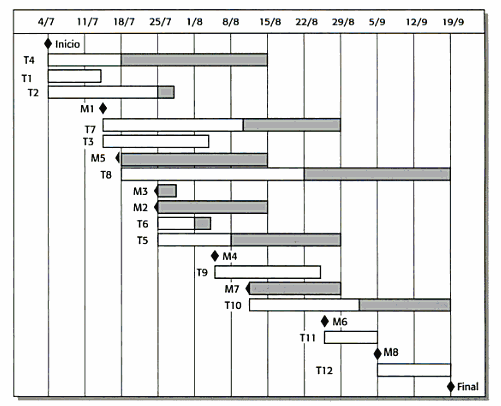 4/7 11/7 18/7 25/7 1/8 8/8 15/8 22/8 29/8 5/9 12/9 19/9
Inicio
T4
T1
T2
M1
T7
T3
M5
T8
M3
M2
T6
T5
M4
T9
M7
T10
M6
T11
M8
T12
Final